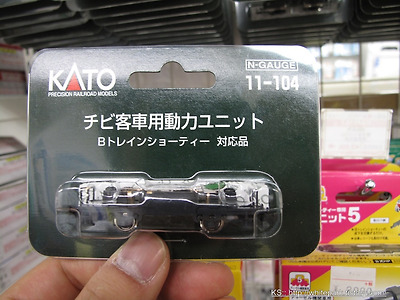 KATO
PRECISION RAILROAD MODELS
N-GAUGE
11-104
チビ客車用動力ユニット
Bトレインショーティー 対応品
ニット5